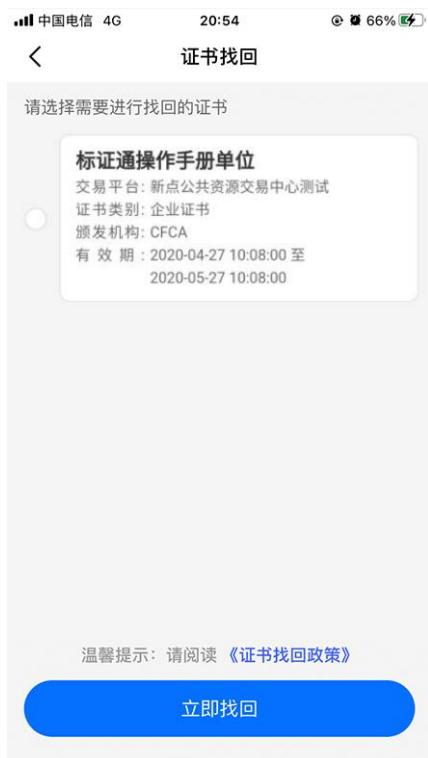 中国电信 4G 20:54 66%
证书找回
请选择需要进行找回的证书
标证通操作手册单位
交易平台: 新点公共资源交易中心测试
证书类别: 企业证书
颁发机构: CFCA
有 效 期 : 2020-04-27 10:08:00 至
2020-05-27 10:08:00
温馨提示：请阅读《证书找回政策》
立即找回